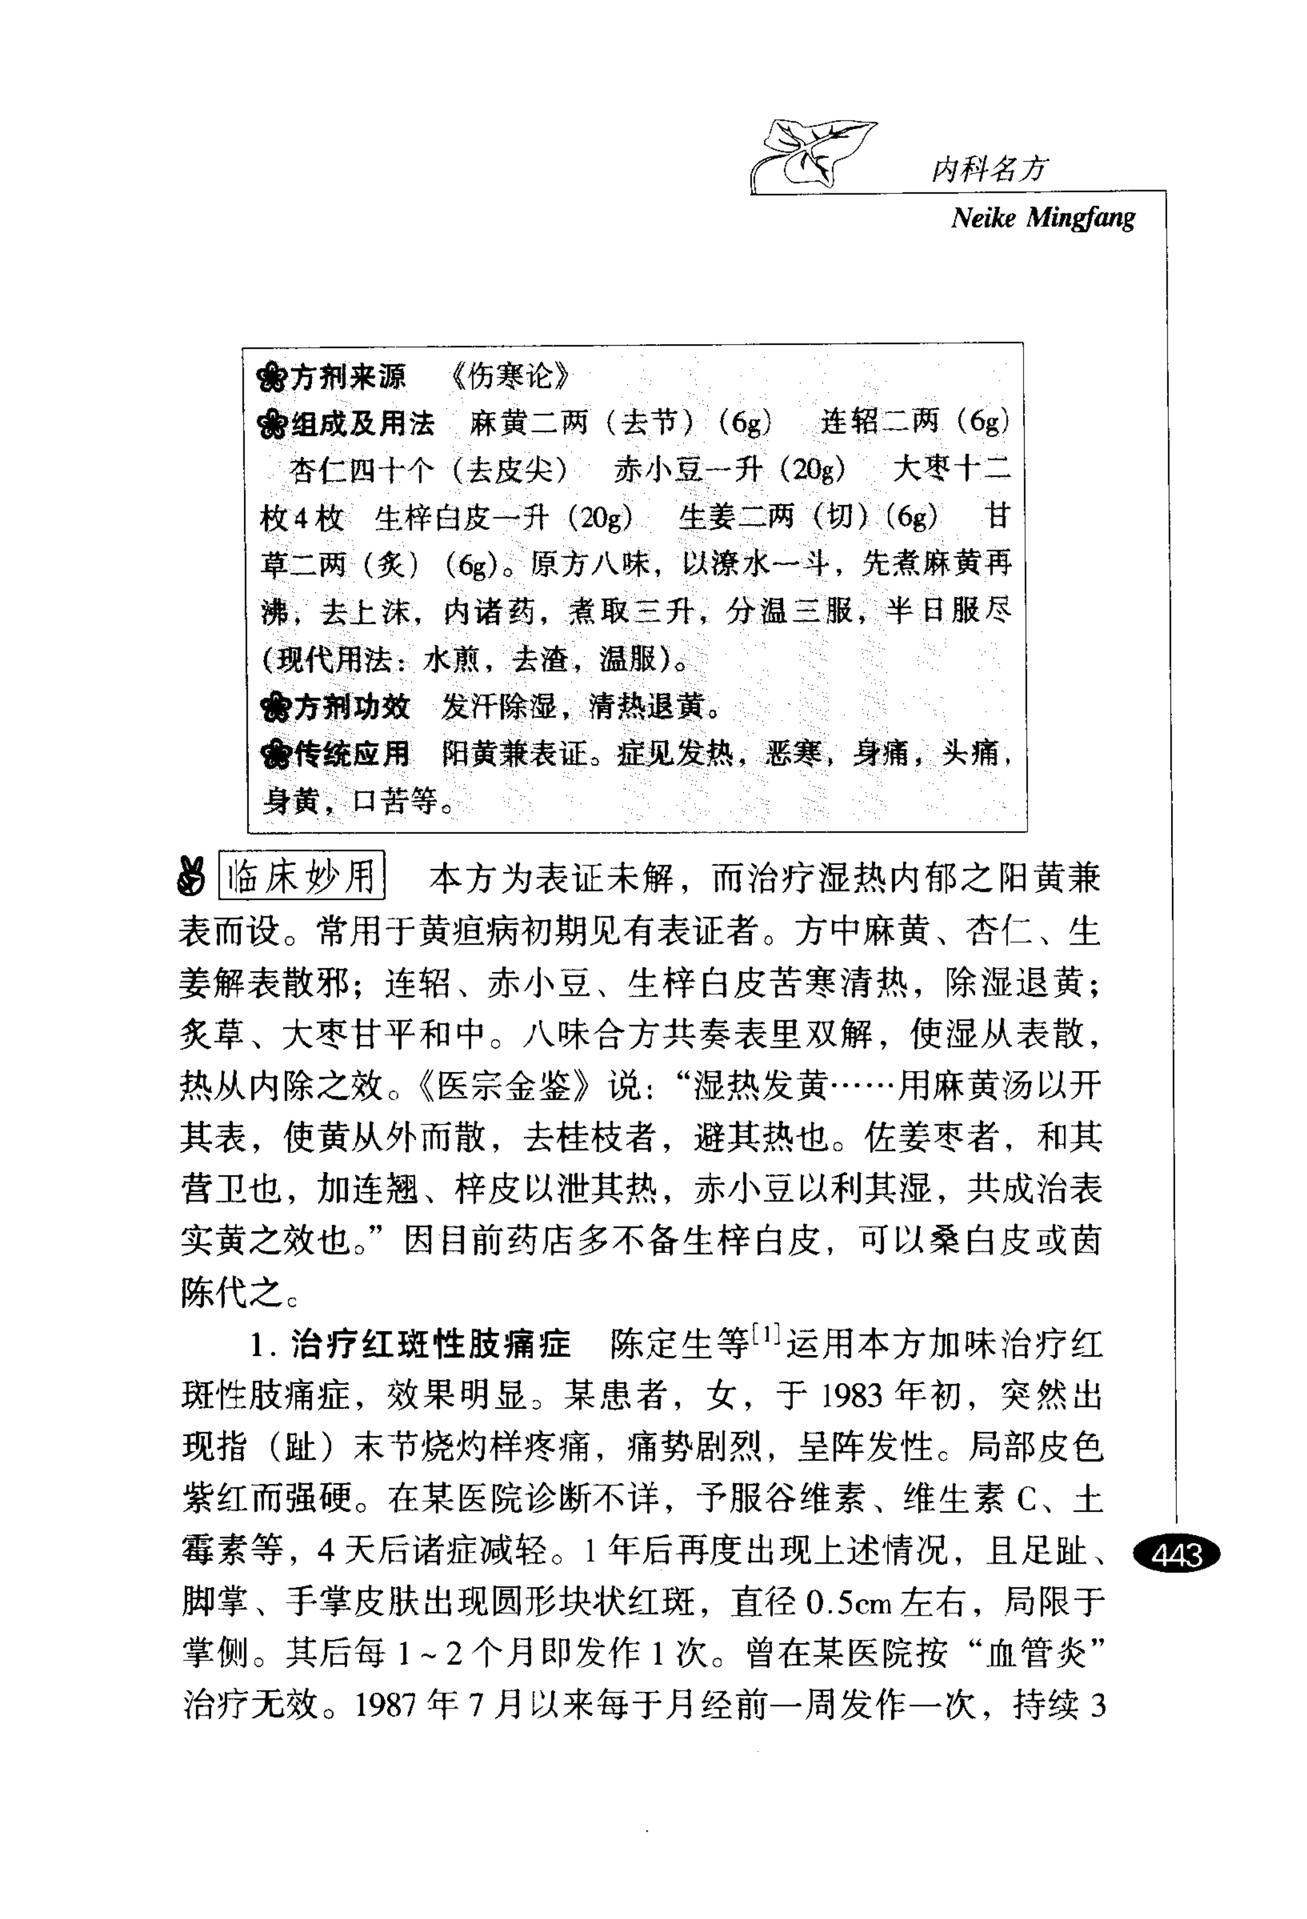 内科名方
Neike Mingfang
方剂来源 《伤寒论》
组成及用法 麻黄二两（去节）（6g） 连轺二两（6g）
杏仁四十个（去皮尖） 赤小豆一升（20g） 大枣十二
枚4枚 生梓白皮一升（20g） 生姜二两（切）（6g） 甘
草二两（炙）（6g）。原方八味，以潦水一斗，先煮麻黄再
沸，去上沫，内诸药，煮取三升，分温三服，半日服尽
（现代用法：水煎，去渣，温服）。
方剂功效 发汗除湿，清热退黄。
传统应用 阳黄兼表证。症见发热，恶寒，身痛，头痛，
身黄，口苦等。
临床妙用 本方为表证未解，而治疗湿热内郁之阳黄兼
表而设。常用于黄疸病初期见有表证者。方中麻黄、杏仁、生
姜解表散邪；连轺、赤小豆、生梓白皮苦寒清热，除湿退黄；
炙草、大枣甘平和中。八味合方共奏表里双解，使湿从表散，
热从内除之效。《医宗金鉴》说：“湿热发黄……用麻黄汤以开
其表，使黄从外而散，去桂枝者，避其热也。佐姜枣者，和其
营卫也，加连翘、梓皮以泄其热，赤小豆以利其湿，共成治表
实黄之效也。”因目前药店多不备生梓白皮，可以桑白皮或茵
陈代之。
1. 治疗红斑性肢痛症 陈定生等[1]运用本方加味治疗红
斑性肢痛症，效果明显。某患者，女，于1983年初，突然出
现指（趾）末节烧灼样疼痛，痛势剧烈，呈阵发性。局部皮色
紫红而强硬。在某医院诊断不详，予服谷维素、维生素C、土
霉素等，4天后诸症减轻。1年后再度出现上述情况，且足趾、
脚掌、手掌皮肤出现圆形块状红斑，直径0.5cm左右，局限于
掌侧。其后每1~2个月即发作1次。曾在某医院按“血管炎”
治疗无效。1987年7月以来每于月经前一周发作一次，持续3
443